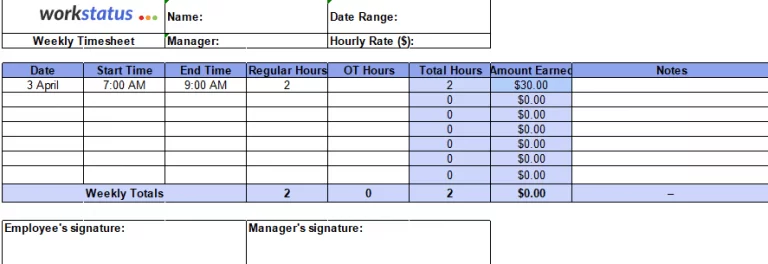 workstatus Name: Date Range:
Weekly Timesheet Manager: Hourly Rate ($):
Date Start Time End Time Regular Hours OT Hours Total Hours Amount Earned Notes
3 April 7:00 AM 9:00 AM 2 2 $30.00
0 $0.00
0 $0.00
0 $0.00
0 $0.00
0 $0.00
0 $0.00
Weekly Totals 2 0 2 $0.00 –
Employee's signature: Manager's signature: